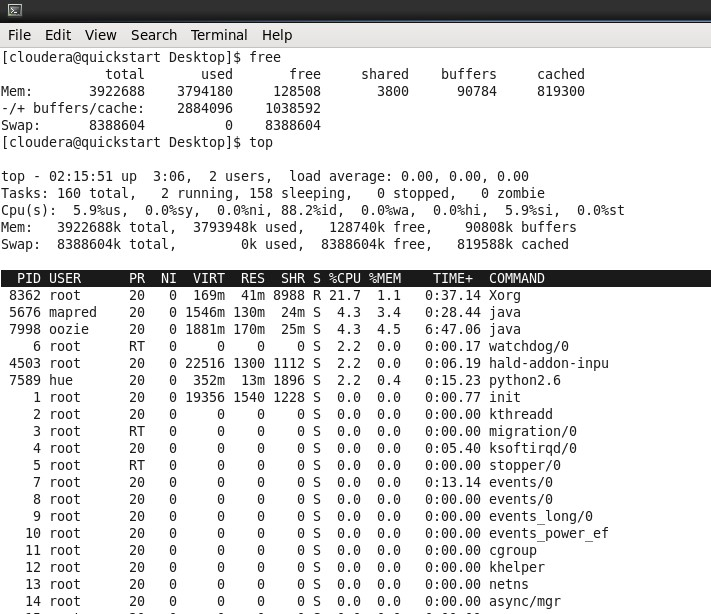 File Edit View Search Terminal Help
[cloudera@quickstart Desktop]$ free
             total       used       free     shared    buffers     cached
Mem:       3922688    3794180     128508       3800      90784     819300
-/+ buffers/cache:    2884096    1038592
Swap:      8388604          0    8388604
[cloudera@quickstart Desktop]$ top
top - 02:15:51 up  3:06,  2 users,  load average: 0.00, 0.00, 0.00
Tasks: 160 total,   2 running, 158 sleeping,   0 stopped,   0 zombie
Cpu(s):  5.9%us,  0.0%sy,  0.0%ni, 88.2%id,  0.0%wa,  0.0%hi,  5.9%si,  0.0%st
Mem:   3922688k total,  3793948k used,   128740k free,    90808k buffers
Swap:  8388604k total,        0k used,  8388604k free,   819588k cached
  PID USER      PR  NI  VIRT  RES  SHR S %CPU %MEM    TIME+  COMMAND
 8362 root      20   0  169m  41m 8988 R 21.7  1.1   0:37.14 Xorg
 5676 mapred    20   0 1546m 130m  24m S  4.3  3.4   0:28.44 java
 7998 oozie     20   0 1881m 170m  25m S  4.3  4.5   6:47.06 java
    6 root      RT   0     0    0    0 S  2.2  0.0   0:00.17 watchdog/0
 4503 root      20   0 22516 1300 1112 S  2.2  0.0   0:06.19 hald-addon-inpu
 7589 hue       20   0  352m  13m 1896 S  2.2  0.4   0:15.23 python2.6
    1 root      20   0 19356 1540 1228 S  0.0  0.0   0:00.77 init
    2 root      20   0     0    0    0 S  0.0  0.0   0:00.00 kthreadd
    3 root      RT   0     0    0    0 S  0.0  0.0   0:00.00 migration/0
    4 root      20   0     0    0    0 S  0.0  0.0   0:05.40 ksoftirqd/0
    5 root      RT   0     0    0    0 S  0.0  0.0   0:00.00 stopper/0
    7 root      20   0     0    0    0 S  0.0  0.0   0:13.14 events/0
    8 root      20   0     0    0    0 S  0.0  0.0   0:00.00 events/0
    9 root      20   0     0    0    0 S  0.0  0.0   0:00.00 events_long/0
   10 root      20   0     0    0    0 S  0.0  0.0   0:00.00 events_power_ef
   11 root      20   0     0    0    0 S  0.0  0.0   0:00.00 cgroup
   12 root      20   0     0    0    0 S  0.0  0.0   0:00.00 khelper
   13 root      20   0     0    0    0 S  0.0  0.0   0:00.00 netns
   14 root      20   0     0    0    0 S  0.0  0.0   0:00.00 async/mgr